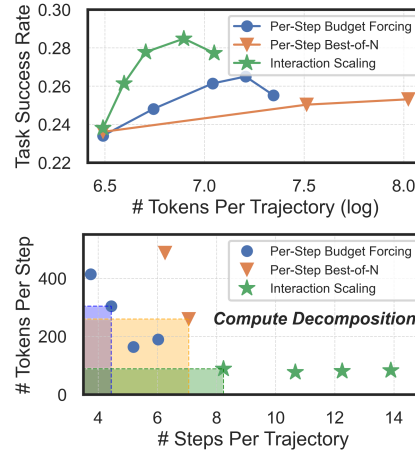 Task Success Rate
0.30
0.28
0.26
0.24
0.22
Per-Step Budget Forcing
Per-Step Best-of-N
Interaction Scaling
6.5 7.0 7.5 8.0
# Tokens Per Trajectory (log)
# Tokens Per Step
400
200
0
Per-Step Budget Forcing
Per-Step Best-of-N
Interaction Scaling
Compute Decomposition
4 6 8 10 12 14
# Steps Per Trajectory